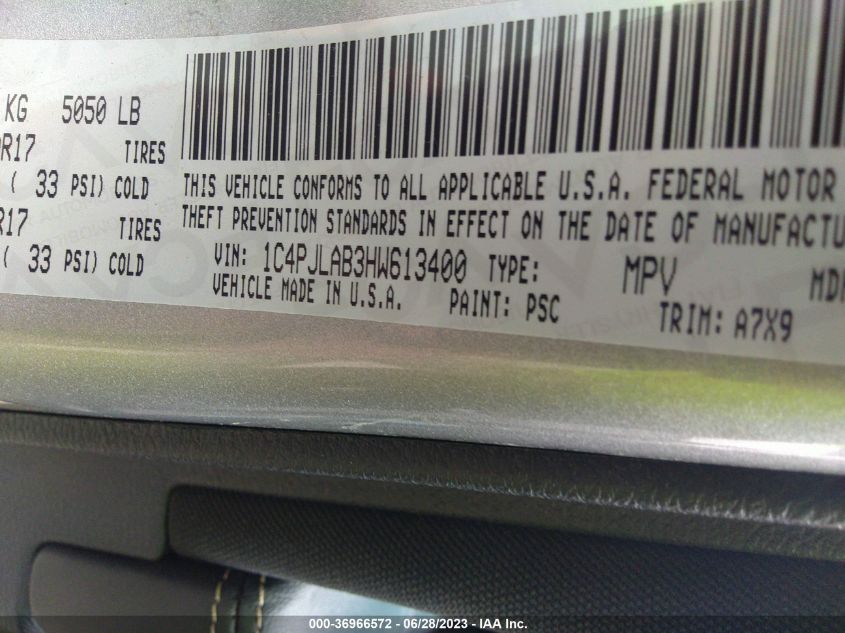 KG 5050 LB
R17 TIRES
( 33 PSI) COLD
R17 TIRES
( 33 PSI) COLD
THIS VEHICLE CONFORMS TO ALL APPLICABLE U.S.A. FEDERAL MOTOR
THEFT PREVENTION STANDARDS IN EFFECT ON THE DATE OF MANUFACTU
VIN: 1C4PJLAB3HW613400 TYPE: MPV MDH
VEHICLE MADE IN U.S.A. PAINT: PSC TRIM: A7X9
000-36966572 / 06/28/2023 - IAA Inc.